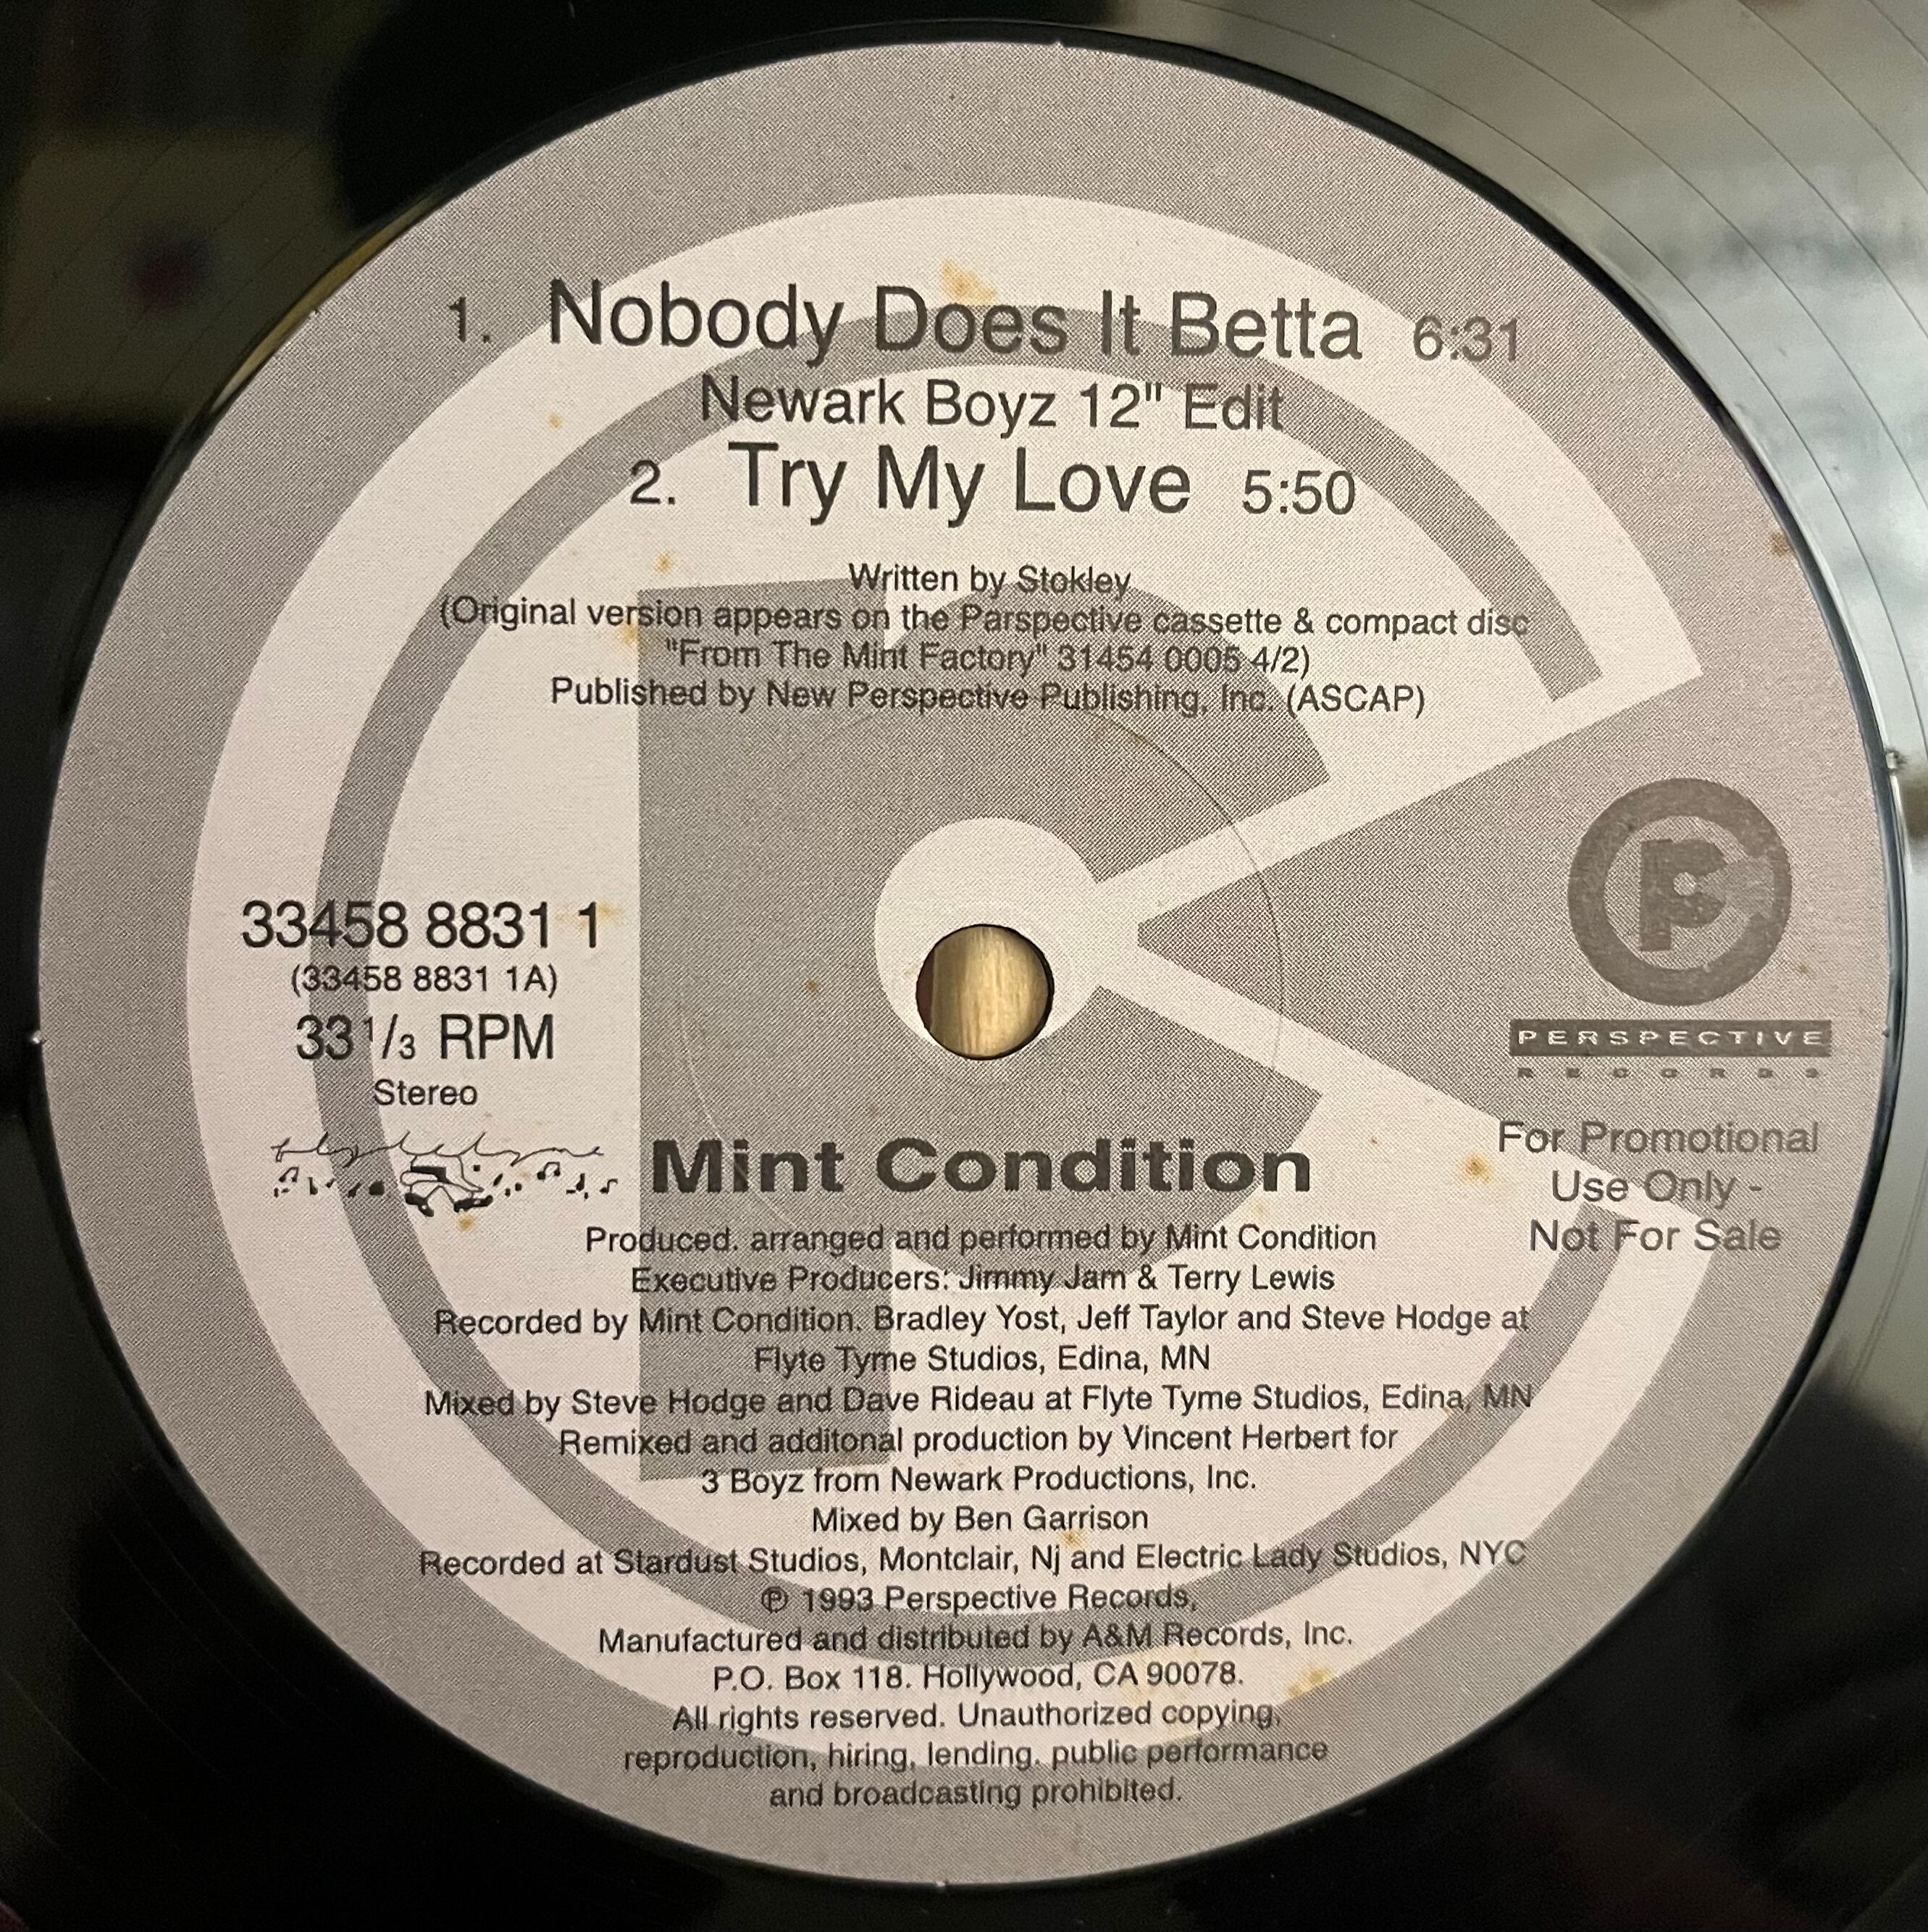 1. Nobody Does It Betta 6:31
Newark Boyz 12" Edit
2. Try My Love 5:50
Written by Stokley
(Original version appears on the Parspective cassette & compact disc
"From The Mint Factory" 31454 0005 4/2)
Published by New Perspective Publishing, Inc. (ASCAP)
33458 8831 1
(33458 8831 1A)
33 1/3 RPM
Stereo
flyte tyme
P
PERSPECTIVE
RECORDS
For Promotional
Use Only -
Not For Sale
Mint Condition
Produced. arranged and performed by Mint Condition
Executive Producers: Jimmy Jam & Terry Lewis
Recorded by Mint Condition. Bradley Yost, Jeff Taylor and Steve Hodge at
Flyte Tyme Studios, Edina, MN
Mixed by Steve Hodge and Dave Rideau at Flyte Tyme Studios, Edina, MN
Remixed and additonal production by Vincent Herbert for
3 Boyz from Newark Productions, Inc.
Mixed by Ben Garrison
Recorded at Stardust Studios, Montclair, Nj and Electric Lady Studios, NYC
℗ 1993 Perspective Records,
Manufactured and distributed by A&M Records, Inc.
P.O. Box 118. Hollywood, CA 90078.
All rights reserved. Unauthorized copying,
reproduction, hiring, lending. public performance
and broadcasting prohibited.